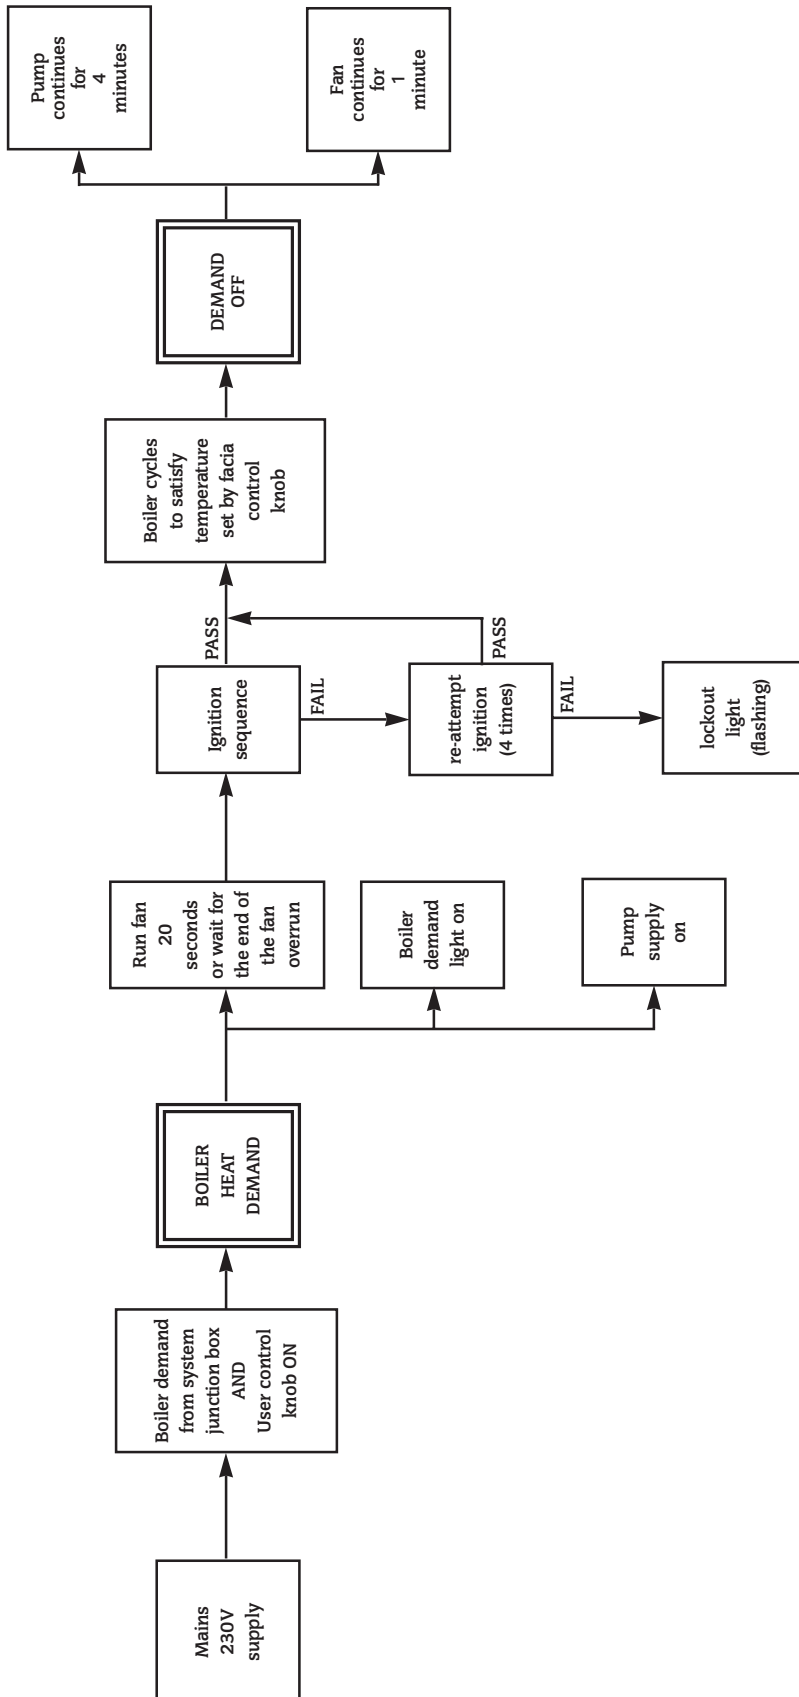 Mains
230V
supply
Boiler demand
from system
junction box
AND
User control
knob ON
BOILER
HEAT
DEMAND
Run fan
20
seconds
or wait for
the end of
the fan
overrun
Boiler
demand
light on
Pump
supply
on
Ignition
sequence
PASS
FAIL
re-attempt
ignition
(4 times)
PASS
FAIL
lockout
light
(flashing)
Boiler cycles
to satisfy
temperature
set by facia
control
knob
DEMAND
OFF
Pump
continues
for
4
minutes
Fan
continues
for
1
minute